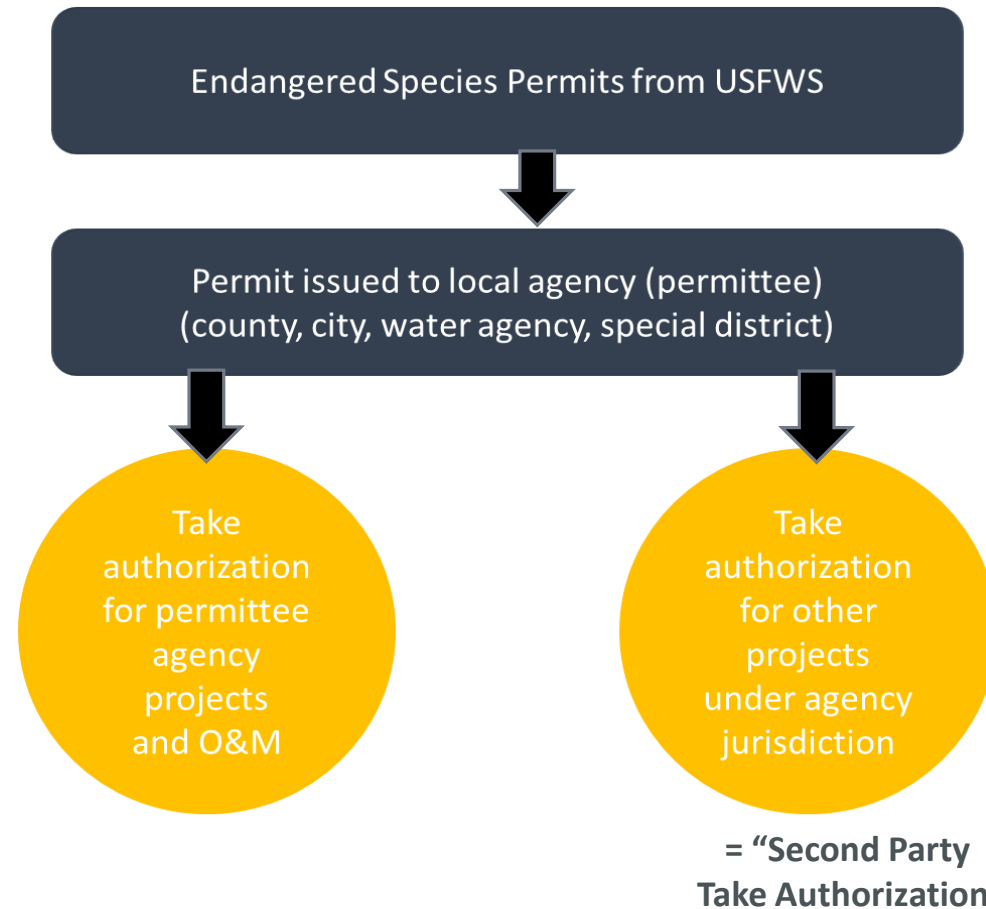 Endangered Species Permits from USFWS
Permit issued to local agency (permittee)
(county, city, water agency, special district)
Take
authorization
for permittee
agency
projects
and O&M
Take
authorization
for other
projects
under agency
jurisdiction
= “Second Party
Take Authorization